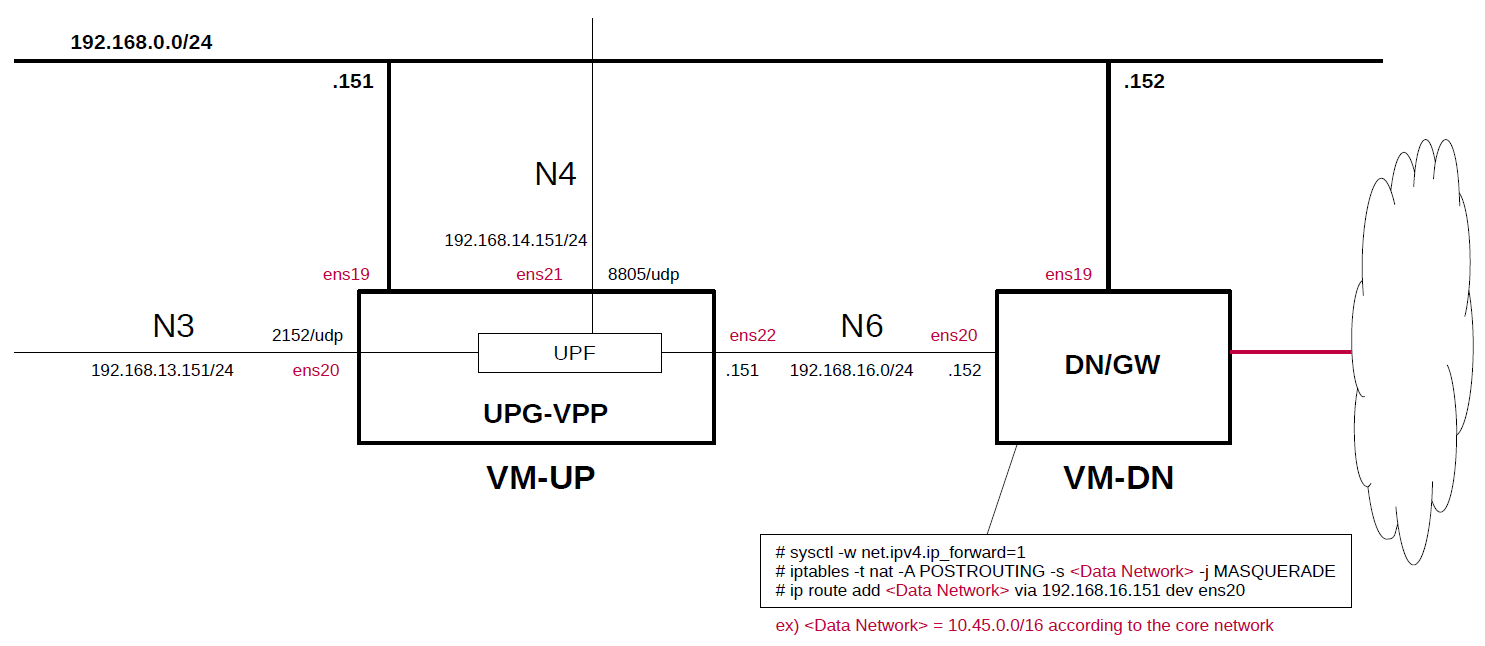 192.168.0.0/24
.151
.152
N4
192.168.14.151/24
ens19
ens21
8805/udp
ens19
N3
2152/udp
UPF
ens22
N6
ens20
192.168.13.151/24
ens20
.151
192.168.16.0/24
.152
DN/GW
UPG-VPP
VM-UP
VM-DN
# sysctl -w net.ipv4.ip_forward=1
# iptables -t nat -A POSTROUTING -s <Data Network> -j MASQUERADE
# ip route add <Data Network> via 192.168.16.151 dev ens20
ex) <Data Network> = 10.45.0.0/16 according to the core network